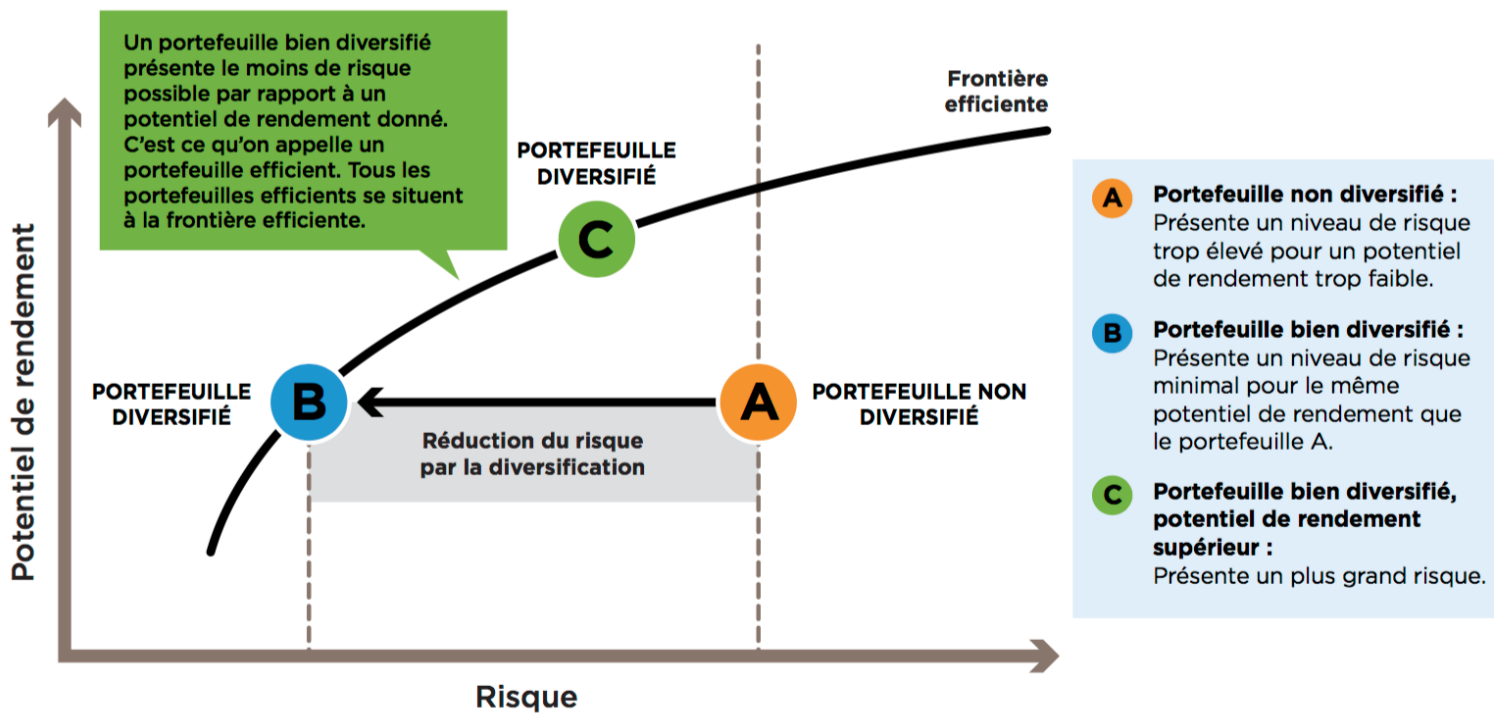 Un portefeuille bien diversifié
présente le moins de risque
possible par rapport à un
potentiel de rendement donné.
C’est ce qu’on appelle un
portefeuille efficient. Tous les
portefeuilles efficients se situent
à la frontière efficiente.
Frontière
efficiente
PORTEFEUILLE
DIVERSIFIÉ
C
Potentiel de rendement
PORTEFEUILLE
DIVERSIFIÉ
B
A
PORTEFEUILLE NON
DIVERSIFIÉ
Réduction du risque
par la diversification
Risque
A
Portefeuille non diversifié :
Présente un niveau de risque
trop élevé pour un potentiel
de rendement trop faible.
B
Portefeuille bien diversifié :
Présente un niveau de risque
minimal pour le même
potentiel de rendement que
le portefeuille A.
C
Portefeuille bien diversifié,
potentiel de rendement
supérieur :
Présente un plus grand risque.